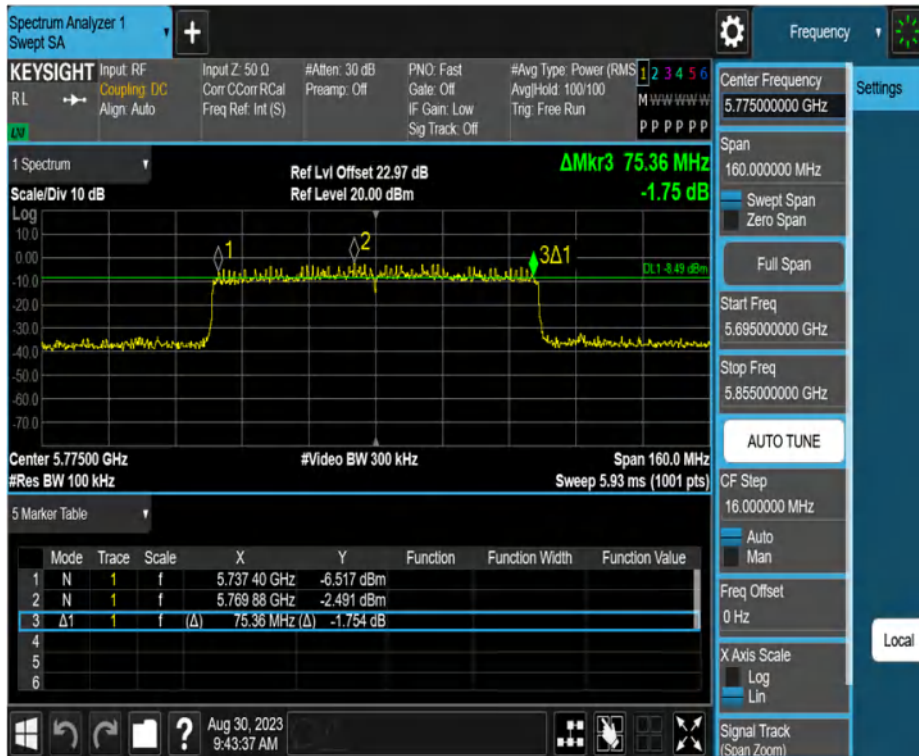 Spectrum Analyzer 1
Swept SA
Frequency
KEYSIGHT
RL
LNI
Input: RF
Coupling: DC
Align: Auto
Input Z: 50 Ω
Corr CCorr RCal
Freq Ref: Int (S)
#Atten: 30 dB
Preamp: Off
PNO: Fast
Gate: Off
IF Gain: Low
Sig Track: Off
#Avg Type: Power (RMS
Avg|Hold: 100/100
Trig: Free Run
1 2 3 4 5 6
M W W W W W
P P P P P P
Center Frequency
5.775000000 GHz
Settings
1 Spectrum
Scale/Div 10 dB
Ref Lvl Offset 22.97 dB
Ref Level 20.00 dBm
ΔMkr3 75.36 MHz
-1.75 dB
Log
10.0
0.00
-10.0
-20.0
-30.0
-40.0
-50.0
-60.0
-70.0
1
2
3Δ1
DL1 -8.49 dBm
Center 5.77500 GHz
#Res BW 100 kHz
#Video BW 300 kHz
Span 160.0 MHz
Sweep 5.93 ms (1001 pts)
Span
160.000000 MHz
Swept Span
Zero Span
Full Span
Start Freq
5.695000000 GHz
Stop Freq
5.855000000 GHz
AUTO TUNE
CF Step
16.000000 MHz
Auto
Man
Freq Offset
0 Hz
X Axis Scale
Log
Lin
Signal Track
(Span Zoom)
Local
5 Marker Table
Mode Trace Scale X Y Function Function Width Function Value
1 N 1 f 5.737 40 GHz -6.517 dBm
2 N 1 f 5.769 88 GHz -2.491 dBm
3 Δ1 1 f (Δ) 75.36 MHz (Δ) -1.754 dB
4
5
6
?
Aug 30, 2023
9:43:37 AM